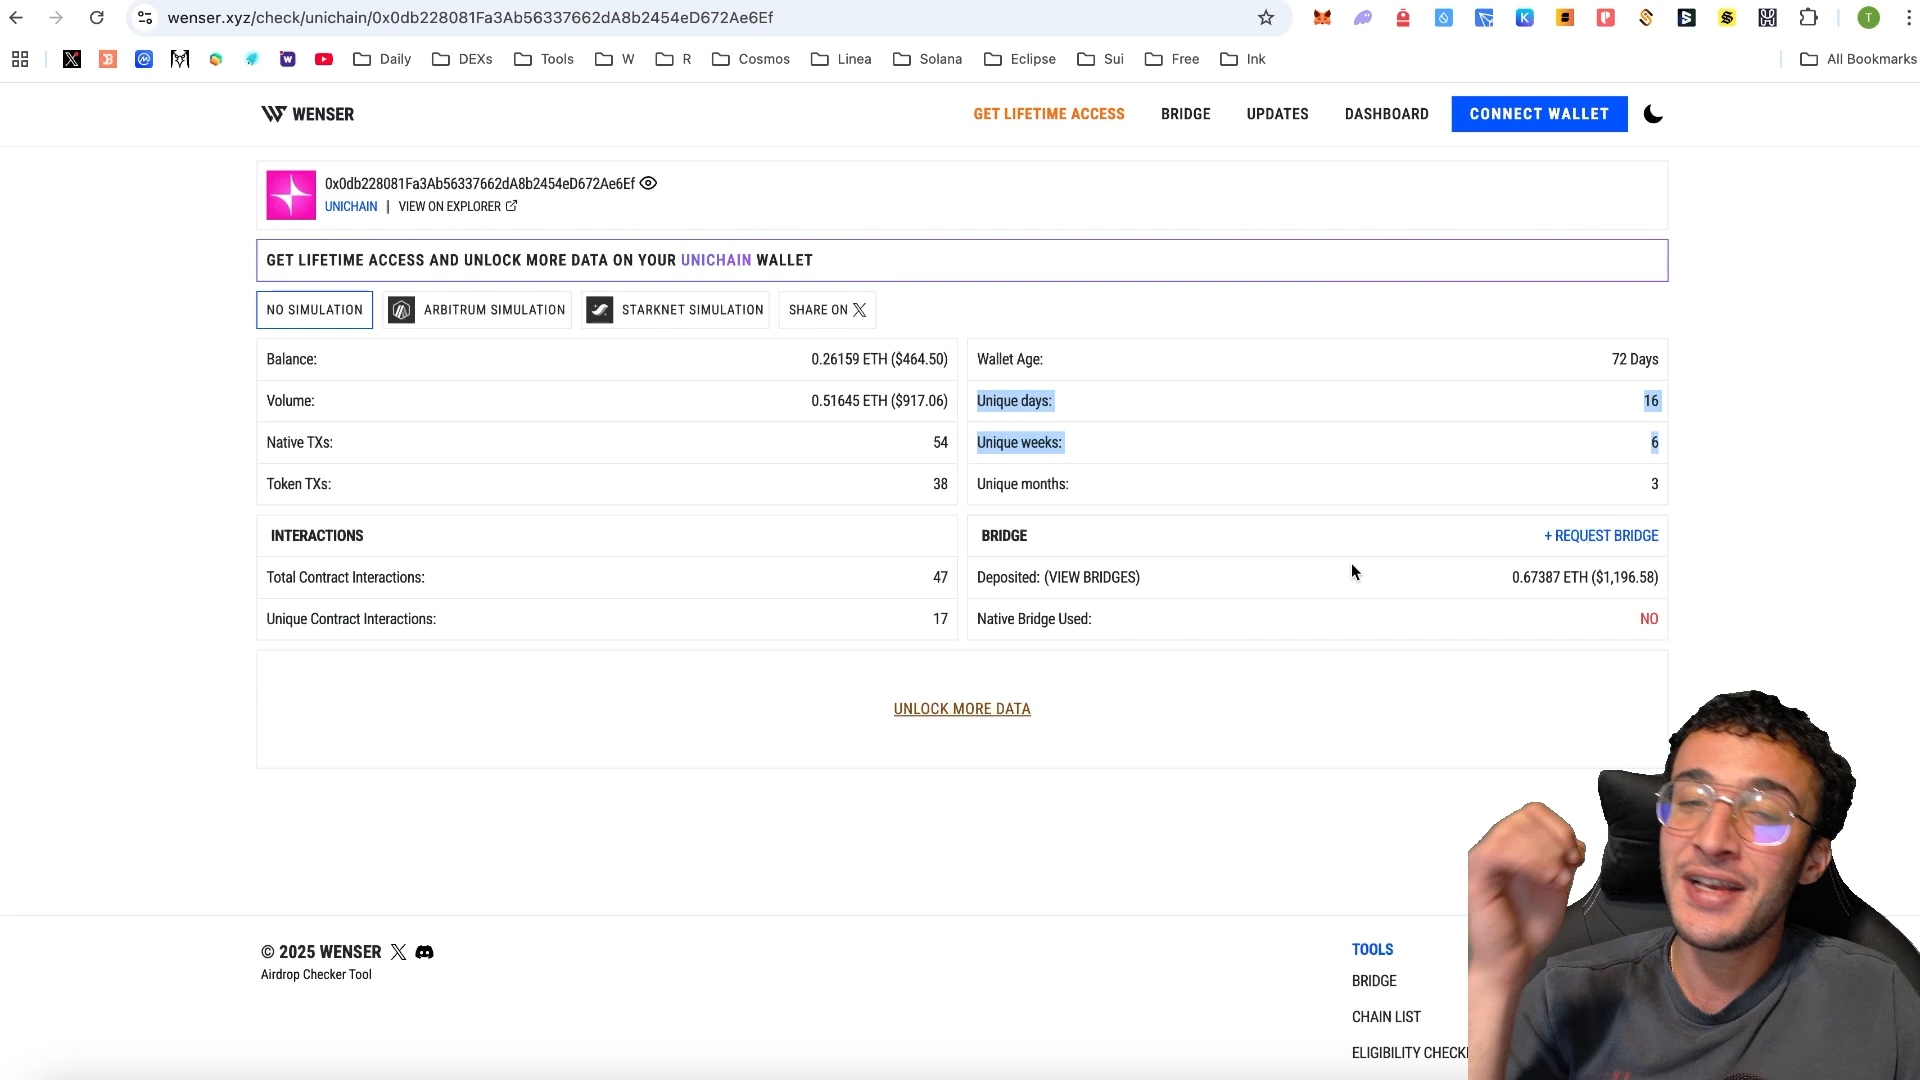 wenser.xyz/check/unichain/0x0db228081Fa3Ab56337662dA8b2454eD672Ae6Ef
Daily DEXs Tools W R Cosmos Linea Solana Eclipse Sui Free Ink All Bookmarks
WENSER
GET LIFETIME ACCESS BRIDGE UPDATES DASHBOARD CONNECT WALLET
0x0db228081Fa3Ab56337662dA8b2454eD672Ae6Ef
UNICHAIN | VIEW ON EXPLORER
GET LIFETIME ACCESS AND UNLOCK MORE DATA ON YOUR UNICHAIN WALLET
NO SIMULATION ARBITRUM SIMULATION STARKNET SIMULATION SHARE ON X
Balance: 0.26159 ETH ($464.50)
Volume: 0.51645 ETH ($917.06)
Native TXs: 54
Token TXs: 38
Wallet Age: 72 Days
Unique days: 16
Unique weeks: 6
Unique months: 3
INTERACTIONS
Total Contract Interactions: 47
Unique Contract Interactions: 17
BRIDGE + REQUEST BRIDGE
Deposited: (VIEW BRIDGES) 0.67387 ETH ($1,196.58)
Native Bridge Used: NO
UNLOCK MORE DATA
© 2025 WENSER
Airdrop Checker Tool
TOOLS
BRIDGE
CHAIN LIST
ELIGIBILITY CHECK